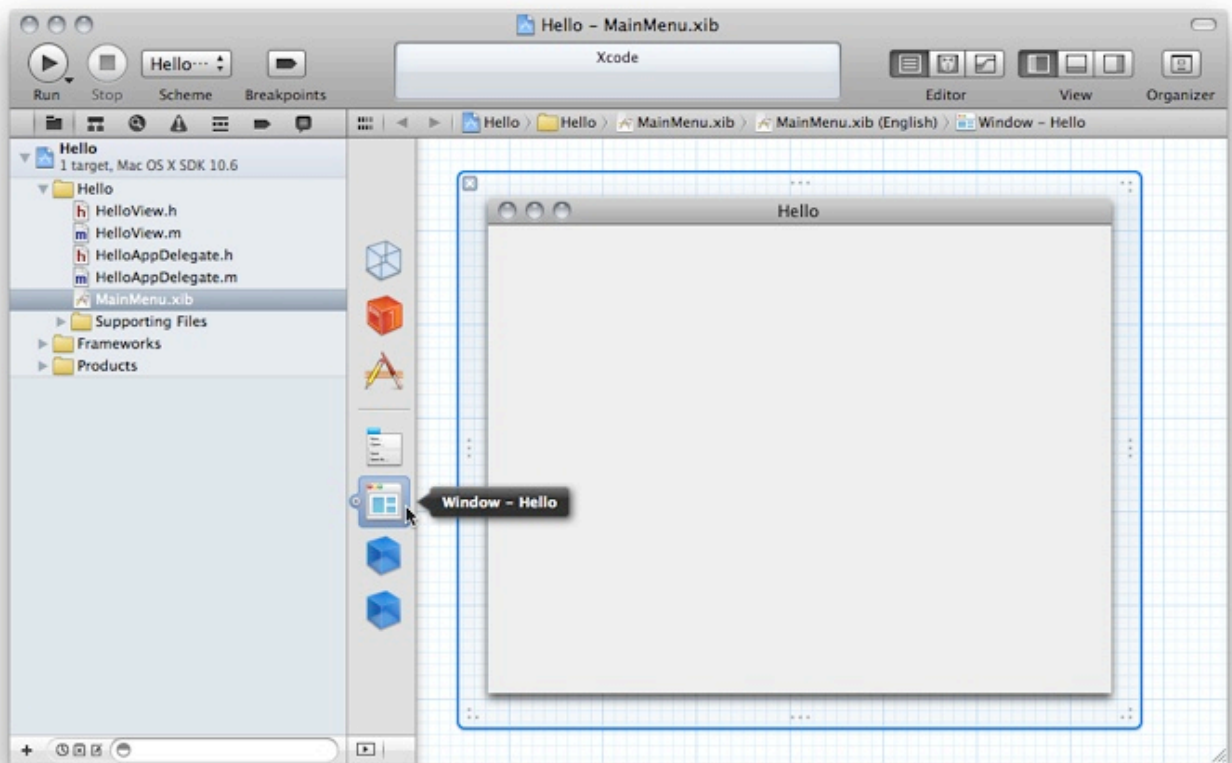 Hello – MainMenu.xib
Hello··· 
Xcode
Run Stop Scheme Breakpoints Editor View Organizer
Hello Hello MainMenu.xib MainMenu.xib (English) Window – Hello
Hello
1 target, Mac OS X SDK 10.6
Hello
h HelloView.h
m HelloView.m
h HelloAppDelegate.h
m HelloAppDelegate.m
MainMenu.xib
Supporting Files
Frameworks
Products
Hello
Window – Hello